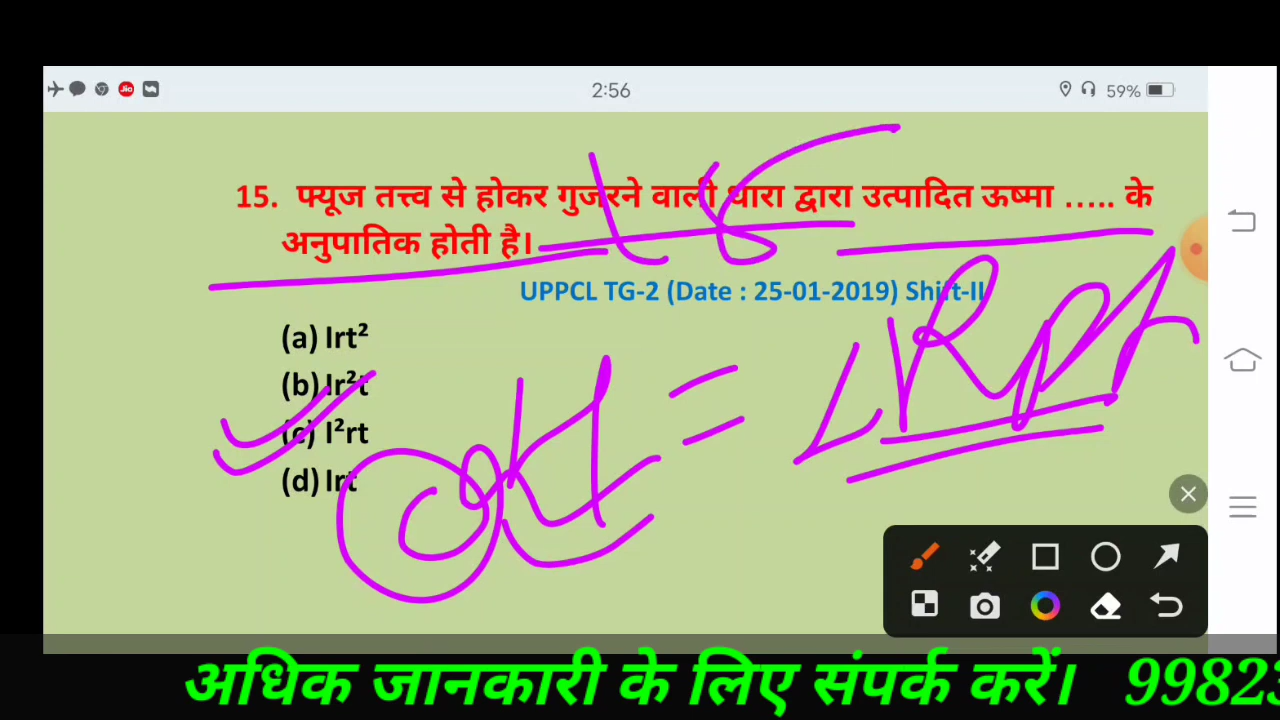 2:56
59%
15. फ्यूज तत्त्व से होकर गुजरने वाली धारा द्वारा उत्पादित ऊष्मा ..... के
अनुपातिक होती है।
UPPCL TG-2 (Date : 25-01-2019) Shift-II
(a) Irt²
(b) Ir²t
(c) I²rt
(d) Irt
अधिक जानकारी के लिए संपर्क करें। 99823